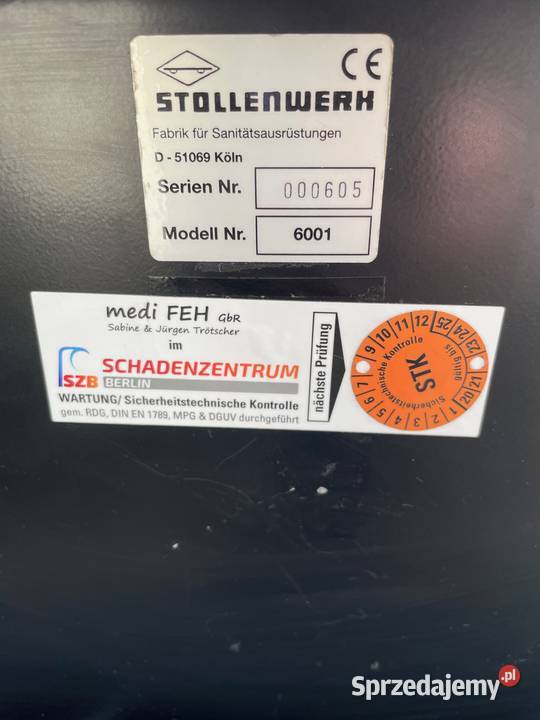 CE
STOLLENWERK
Fabrik für Sanitätsausrüstungen
D - 51069 Köln
Serien Nr. 000605
Modell Nr. 6001
medi FEH GbR
Sabine & Jürgen Trötscher
im
SZB SCHADENZENTRUM
BERLIN
WARTUNG/ Sicherheitstechnische Kontrolle
gem. RDG, DIN EN 1789, MPG & DGUV durchgeführt
nächste Prüfung
1 2 3 4 5 6 7 8 9 10 11 12
Sicherheitstechnische Kontrolle
STK
gültig bis
20 21 23 24 25
Sprzedajemy.pl